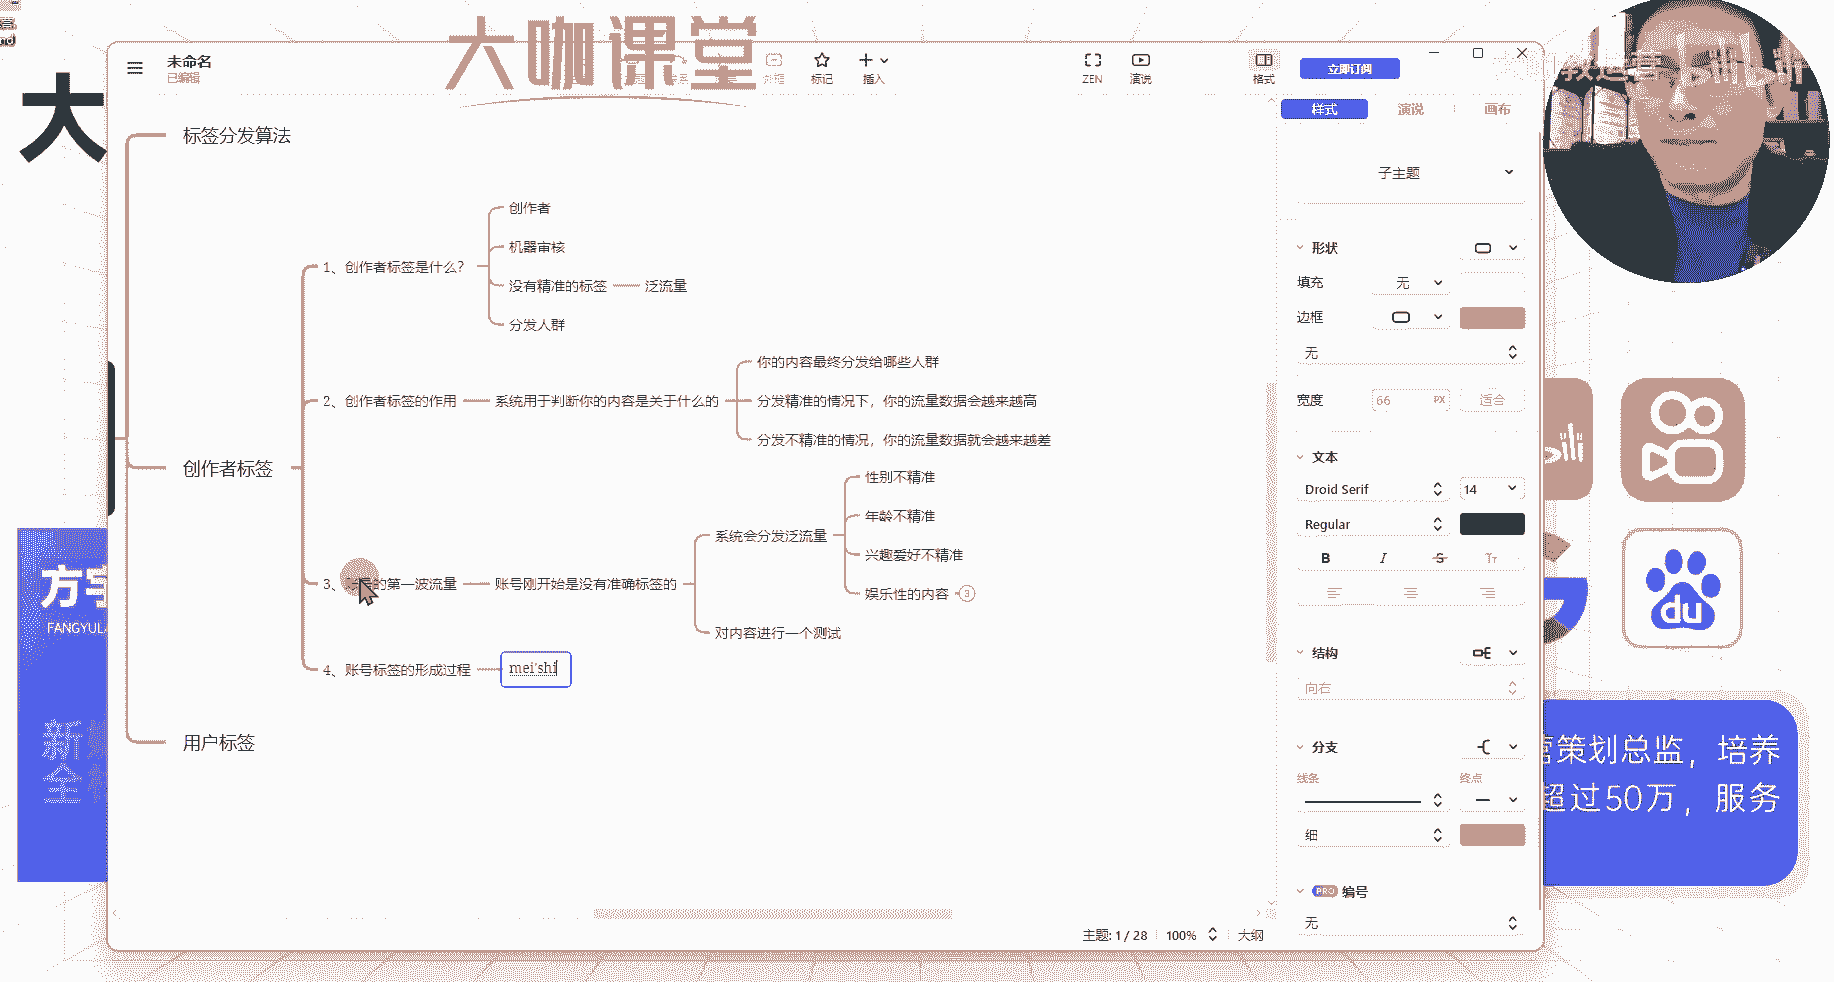 大咖课堂
未命名
已编辑
外框
标记
插入
ZEN
演说
格式
立即订阅
bilibili
大
样式
演说
画布
标签分发算法
子主题
创作者
机器审核
1、创作者标签是什么？
没有精准的标签
泛流量
分发人群
形状
填充
无
边框
无
你的内容最终分发给哪些人群
2、创作者标签的作用
系统用于判断你的内容是关于什么的
分发精准的情况下，你的流量数据会越来越高
分发不精准的情况，你的流量数据就会越来越差
宽度
66
PX
适合
创作者标签
性别不精准
年龄不精准
系统会分发泛流量
兴趣爱好不精准
娱乐性的内容
3
文本
Droid Serif
14
Regular
B
I
S
Tт
3、
的第一波流量
账号刚开始是没有准确标签的
对内容进行一个测试
4、账号标签的形成过程
mei'shi
用户标签
结构
向右
分支
线条
终点
细
PRO
编号
无
主题: 1 / 28
100%
大纲
方宇
FANGYUL
新
全
bili
du
营策划总监，培养
超过50万，服务